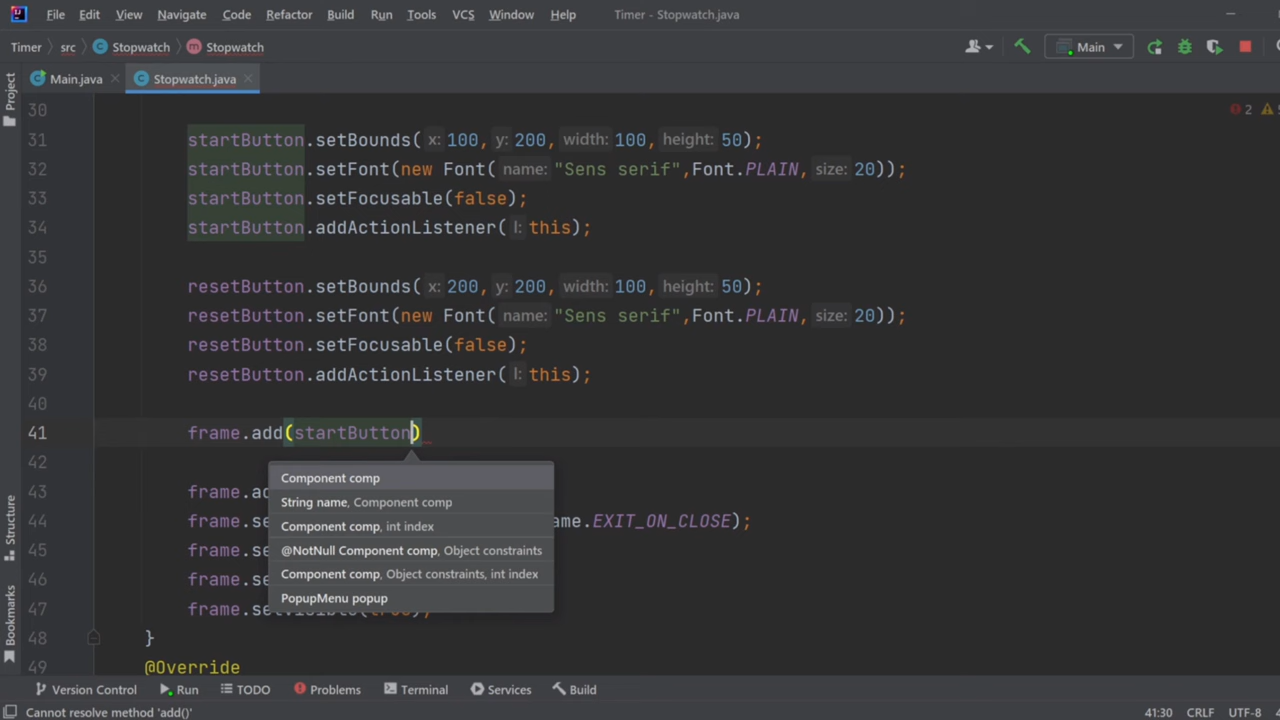 File Edit View Navigate Code Refactor Analyze Build Run Tools VCS Window Help Timer - Stopwatch.java
Timer src Stopwatch Stopwatch Main
Main.java Stopwatch.java
Project
30
2
31 startButton.setBounds( x: 100, y: 200, width: 100, height: 50);
32 startButton.setFont(new Font( name: "Sens serif",Font.PLAIN, size: 20));
33 startButton.setFocusable(false);
34 startButton.addActionListener( l: this);
35
36 resetButton.setBounds( x: 200, y: 200, width: 100, height: 50);
37 resetButton.setFont(new Font( name: "Sens serif",Font.PLAIN, size: 20));
38 resetButton.setFocusable(false);
39 resetButton.addActionListener( l: this);
40
41 frame.add(startButton)
42
Component comp
43 frame.ad
String name, Component comp
44 frame.se ame.EXIT_ON_CLOSE);
Component comp, int index
45 frame.se
@NotNull Component comp, Object constraints
46 frame.se
Component comp, Object constraints, int index
47 frame.setVisible(true);
PopupMenu popup
48 }
49 @Override
Structure
Bookmarks
Version Control Run TODO Problems Terminal Services Build
Cannot resolve method 'add()' 41:30 CRLF UTF-8